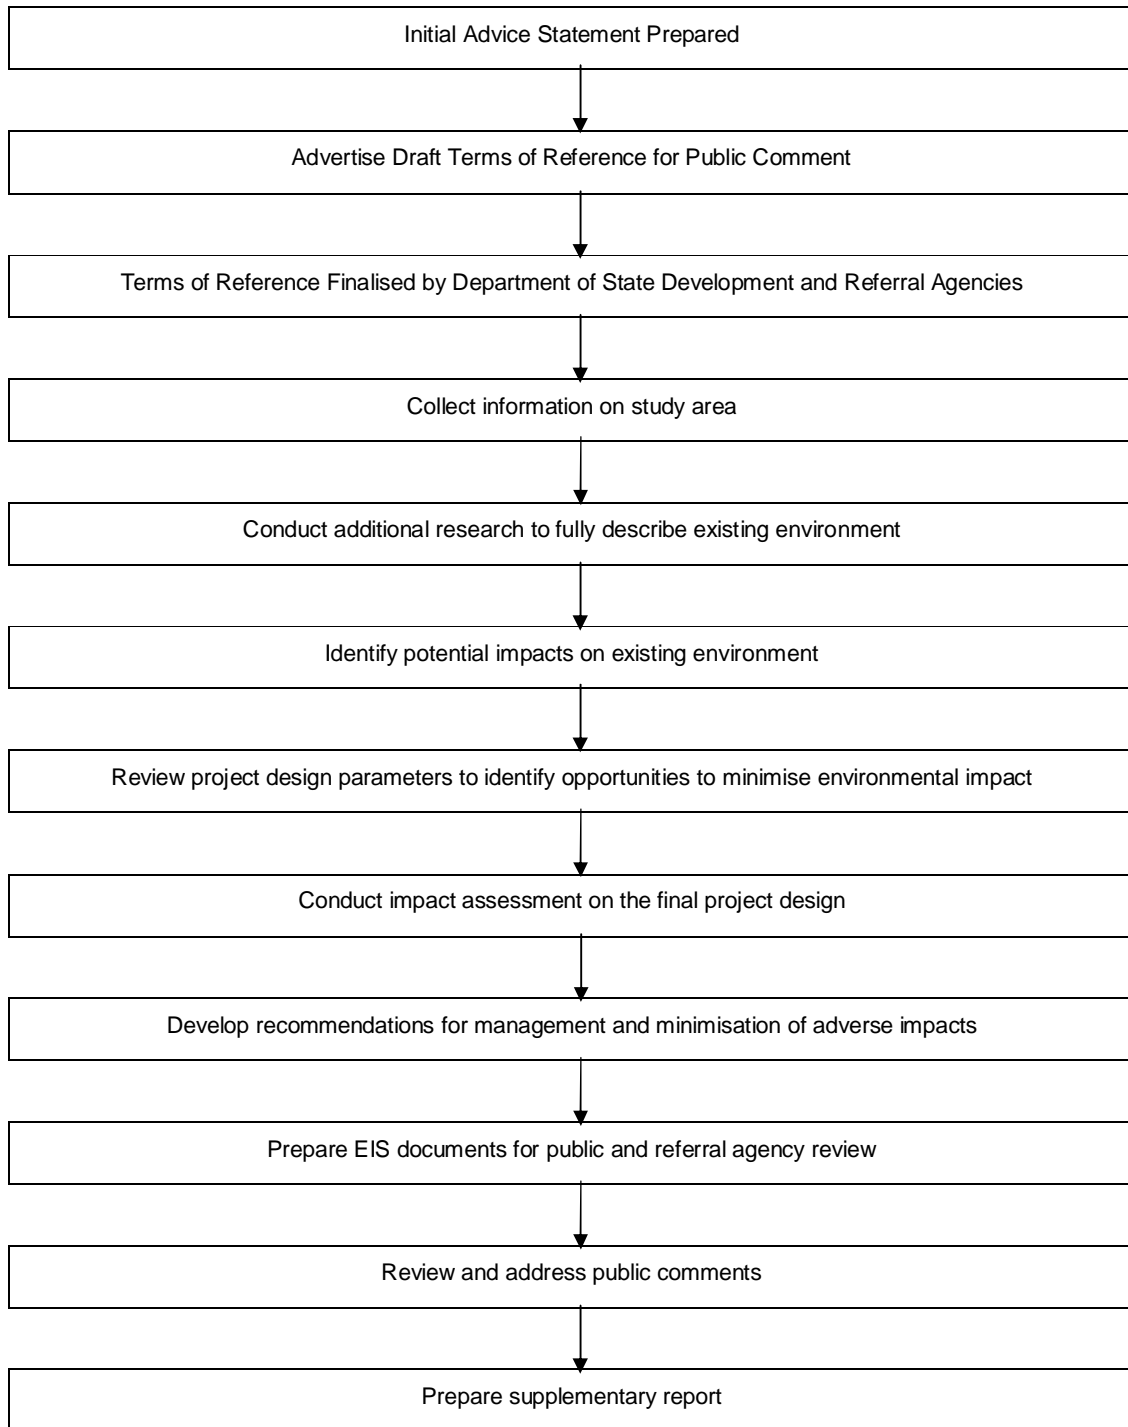 Initial Advice Statement Prepared
Advertise Draft Terms of Reference for Public Comment
Terms of Reference Finalised by Department of State Development and Referral Agencies
Collect information on study area
Conduct additional research to fully describe existing environment
Identify potential impacts on existing environment
Review project design parameters to identify opportunities to minimise environmental impact
Conduct impact assessment on the final project design
Develop recommendations for management and minimisation of adverse impacts
Prepare EIS documents for public and referral agency review
Review and address public comments
Prepare supplementary report